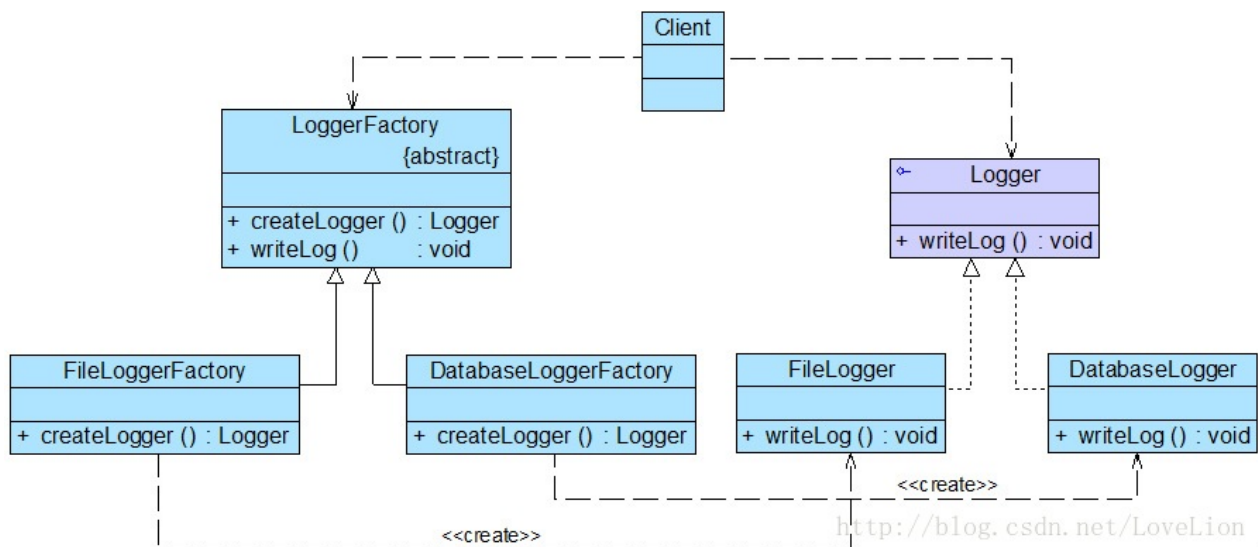 Client
LoggerFactory
{abstract}
+ createLogger () : Logger
+ writeLog () : void
Logger
+ writeLog () : void
FileLoggerFactory
+ createLogger () : Logger
DatabaseLoggerFactory
+ createLogger () : Logger
FileLogger
+ writeLog () : void
DatabaseLogger
+ writeLog () : void
<<create>>
<<create>>
http://blog.csdn.net/LoveLion